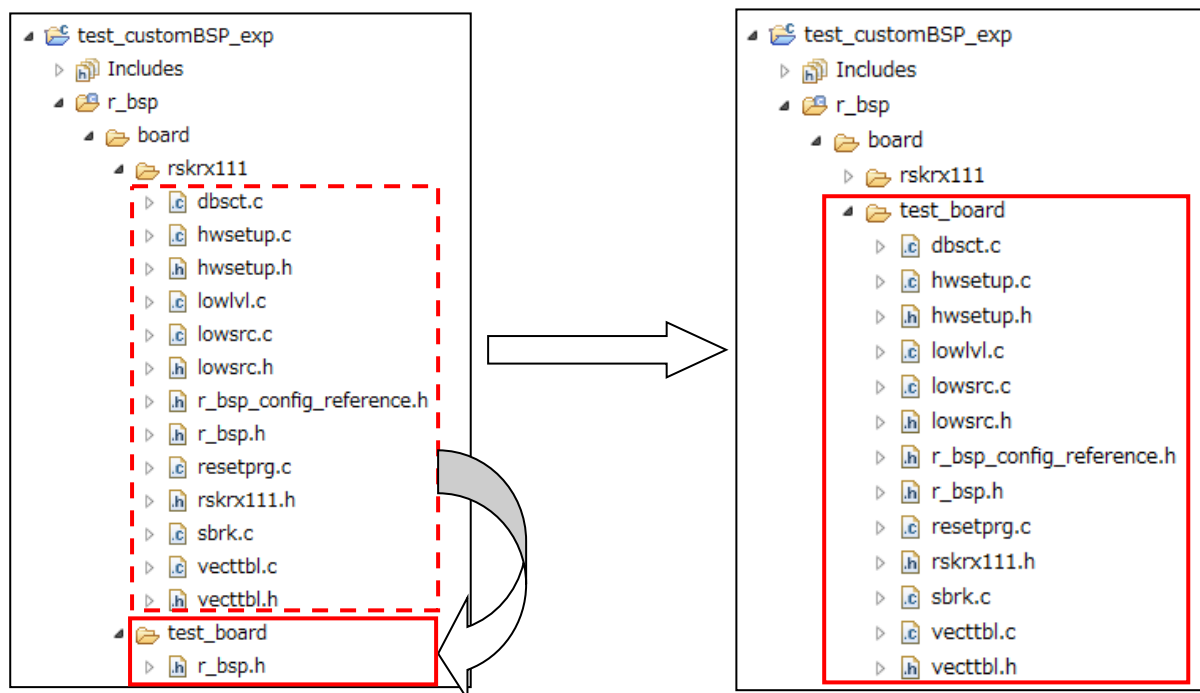 test_customBSP_exp
Includes
r_bsp
board
rskrx111
dbsct.c
hwsetup.c
hwsetup.h
lowlvl.c
lowsrc.c
lowsrc.h
r_bsp_config_reference.h
r_bsp.h
resetprg.c
rskrx111.h
sbrk.c
vecttbl.c
vecttbl.h
test_board
r_bsp.h
test_customBSP_exp
Includes
r_bsp
board
rskrx111
test_board
dbsct.c
hwsetup.c
hwsetup.h
lowlvl.c
lowsrc.c
lowsrc.h
r_bsp_config_reference.h
r_bsp.h
resetprg.c
rskrx111.h
sbrk.c
vecttbl.c
vecttbl.h